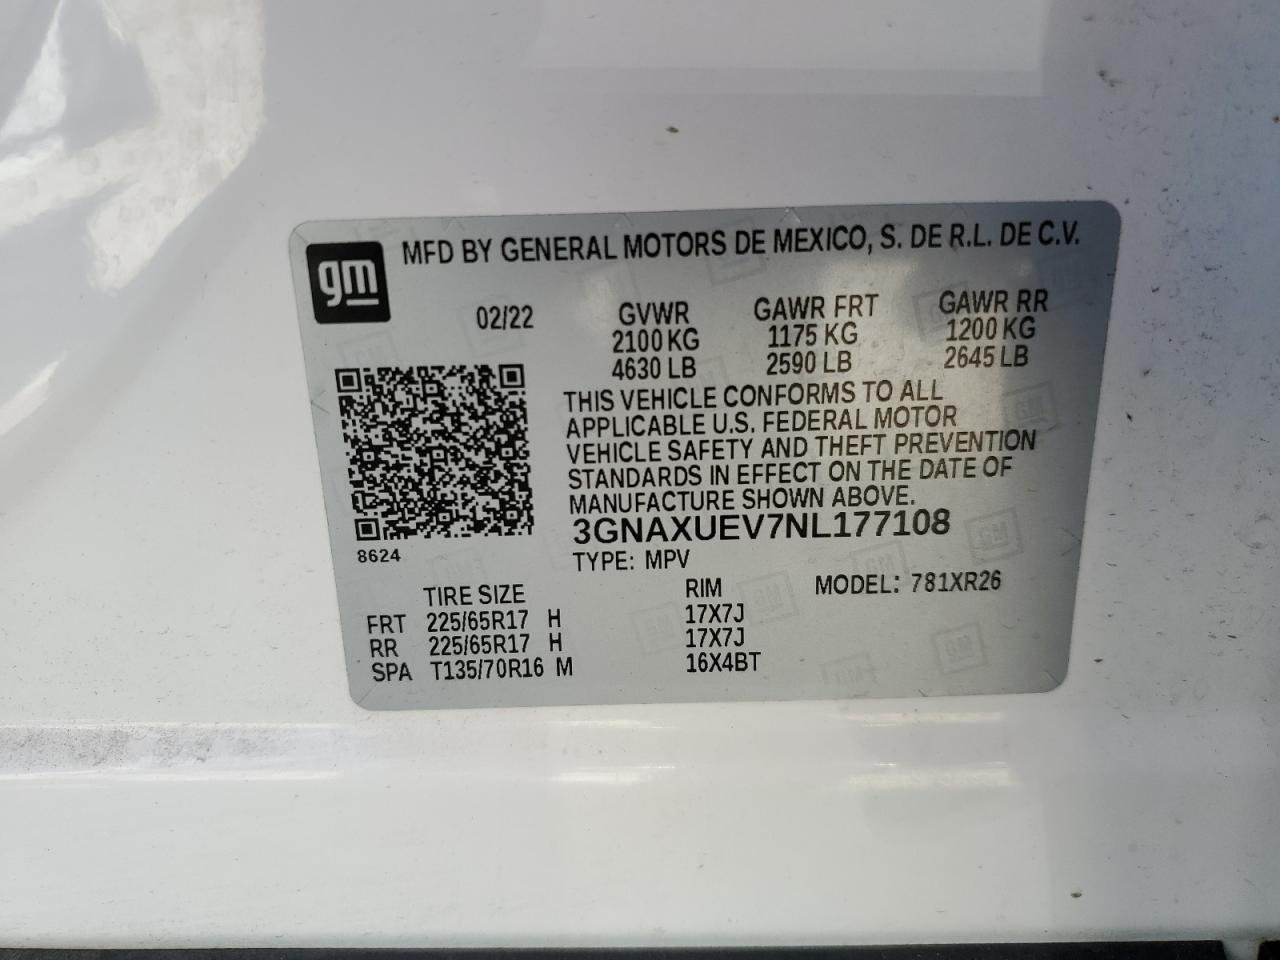 gm MFD BY GENERAL MOTORS DE MEXICO, S. DE R.L. DE C.V.
02/22 GVWR GAWR FRT GAWR RR
2100 KG 1175 KG 1200 KG
4630 LB 2590 LB 2645 LB
THIS VEHICLE CONFORMS TO ALL
APPLICABLE U.S. FEDERAL MOTOR
VEHICLE SAFETY AND THEFT PREVENTION
STANDARDS IN EFFECT ON THE DATE OF
MANUFACTURE SHOWN ABOVE.
3GNAXUEV7NL177108
8624 TYPE: MPV
TIRE SIZE RIM MODEL: 781XR26
FRT 225/65R17 H 17X7J
RR 225/65R17 H 17X7J
SPA T135/70R16 M 16X4BT